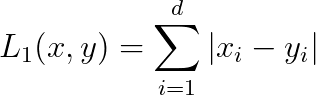 L_1(x, y) = \sum_{i=1}^{d} |x_i - y_i|